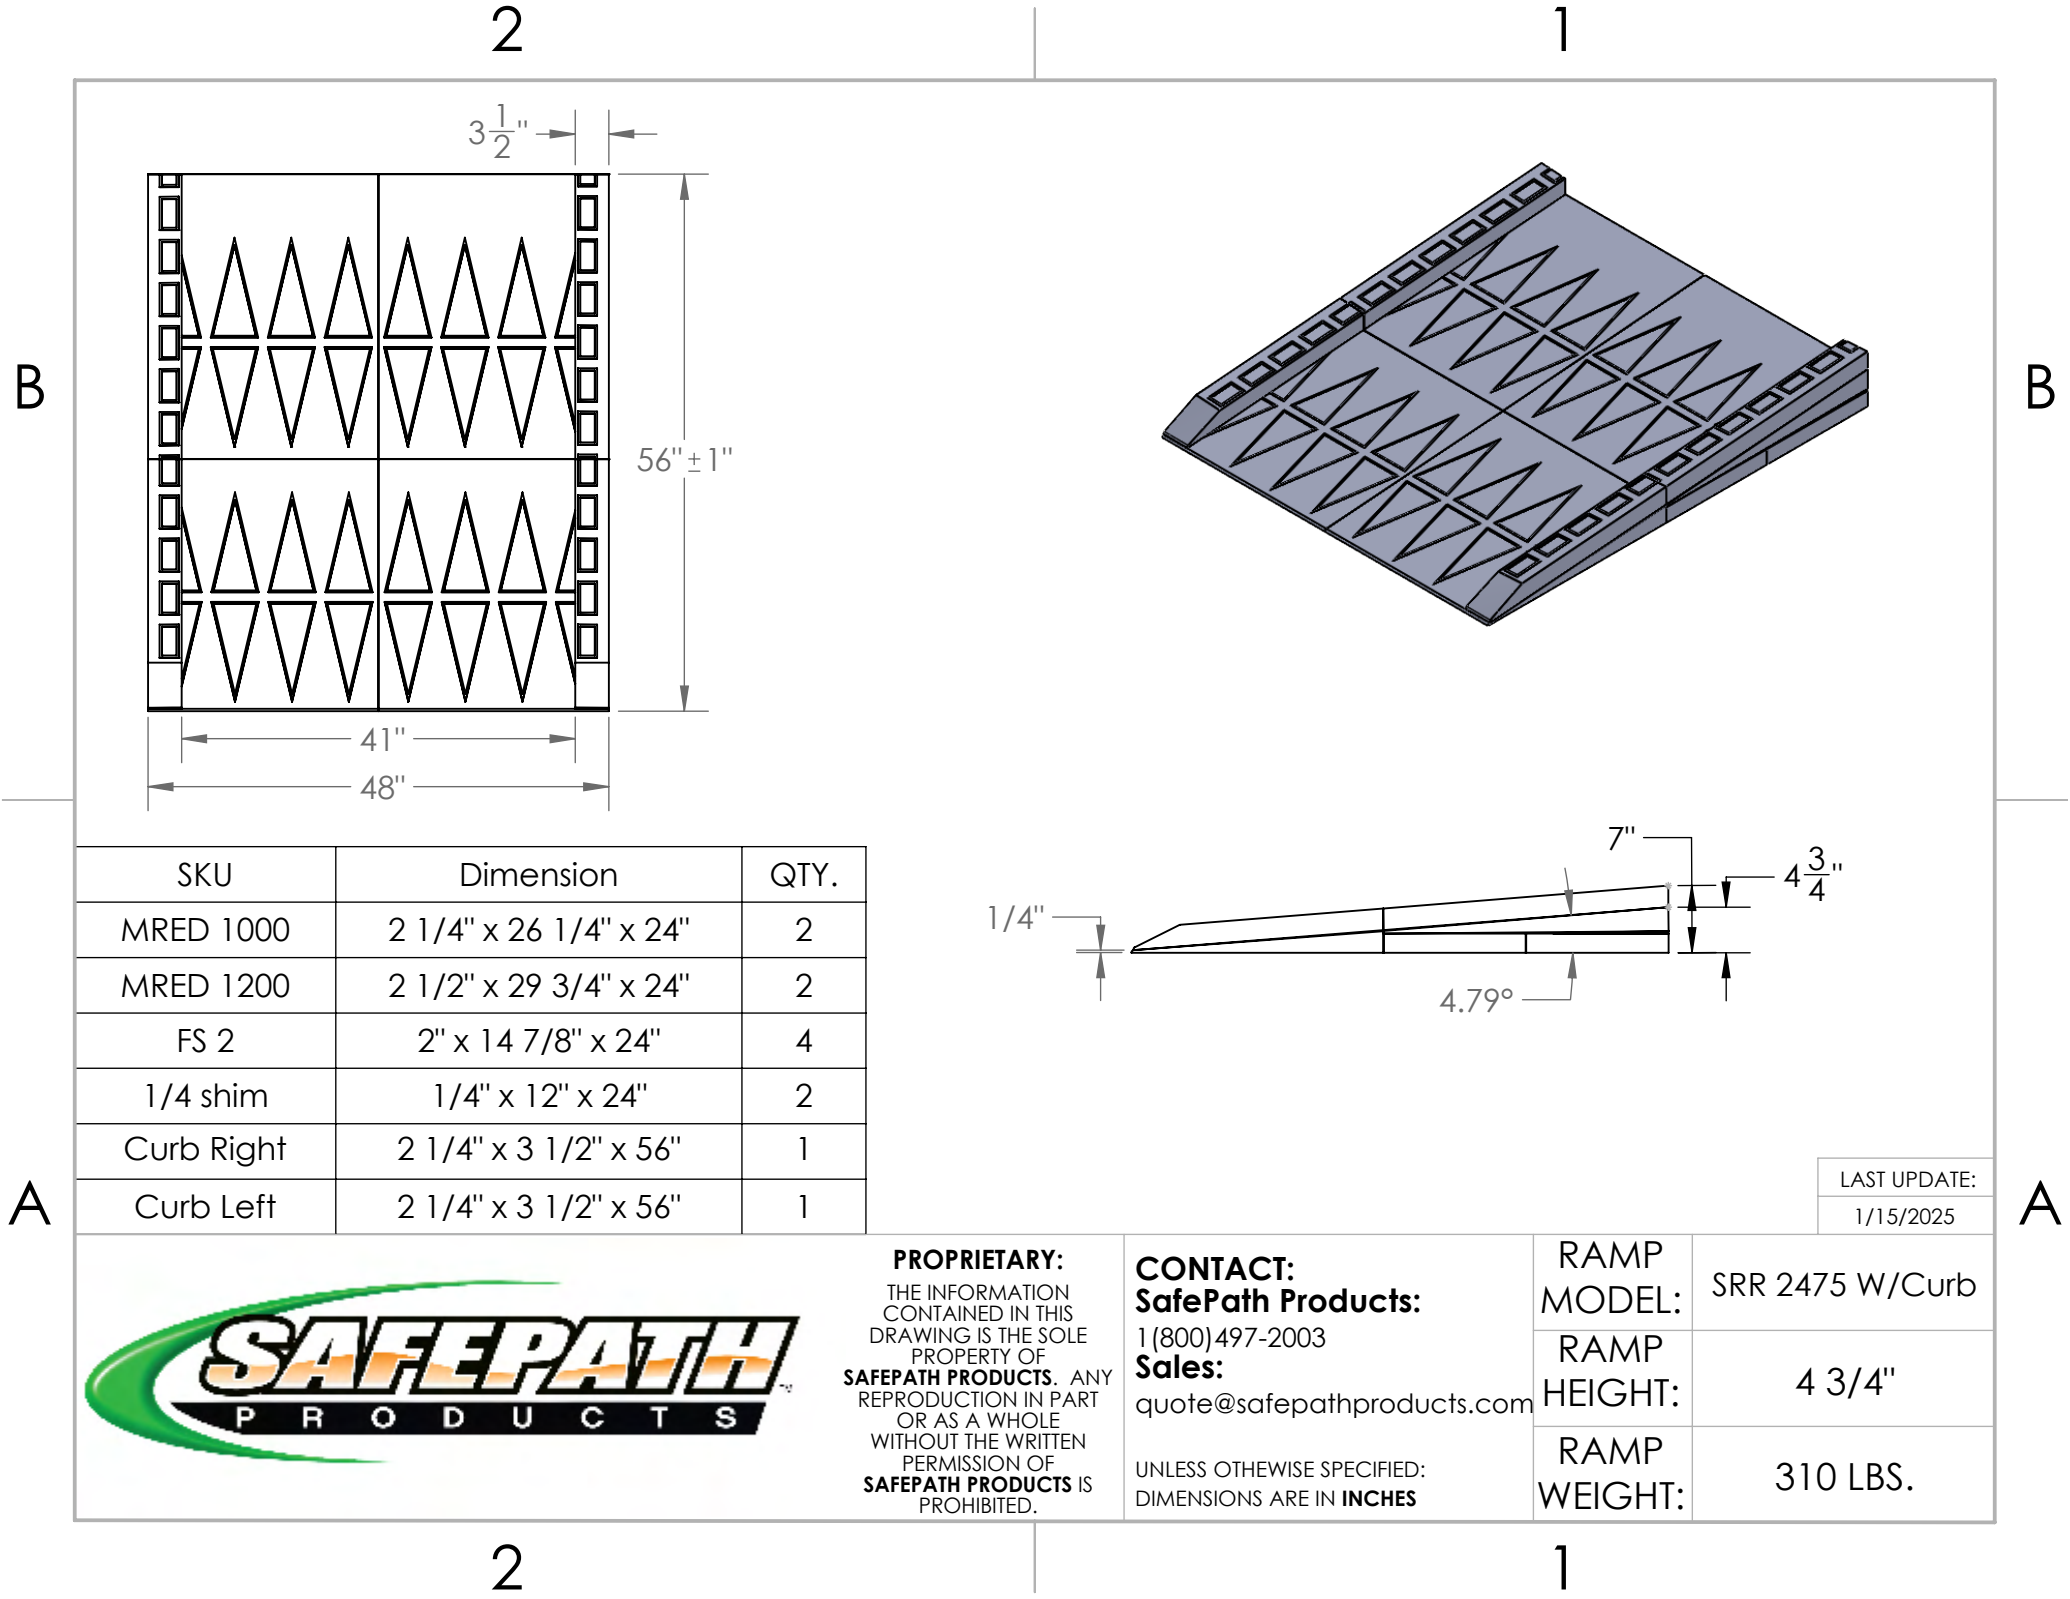 2 1
3 1/2"
B B
56"±1"
41"
48"
7"
4 3/4"
1/4"
4.79°
SKU Dimension QTY.
MRED 1000 2 1/4" x 26 1/4" x 24" 2
MRED 1200 2 1/2" x 29 3/4" x 24" 2
FS 2 2" x 14 7/8" x 24" 4
1/4 shim 1/4" x 12" x 24" 2
Curb Right 2 1/4" x 3 1/2" x 56" 1
Curb Left 2 1/4" x 3 1/2" x 56" 1
A A
LAST UPDATE:
1/15/2025
SAFEPATH
PRODUCTS
PROPRIETARY:
THE INFORMATION
CONTAINED IN THIS
DRAWING IS THE SOLE
PROPERTY OF
SAFEPATH PRODUCTS. ANY
REPRODUCTION IN PART
OR AS A WHOLE
WITHOUT THE WRITTEN
PERMISSION OF
SAFEPATH PRODUCTS IS
PROHIBITED.
CONTACT:
SafePath Products:
1(800)497-2003
Sales:
quote@safepathproducts.com
UNLESS OTHEWISE SPECIFIED:
DIMENSIONS ARE IN INCHES
RAMP
MODEL:
SRR 2475 W/Curb
RAMP
HEIGHT:
4 3/4"
RAMP
WEIGHT:
310 LBS.
2 1